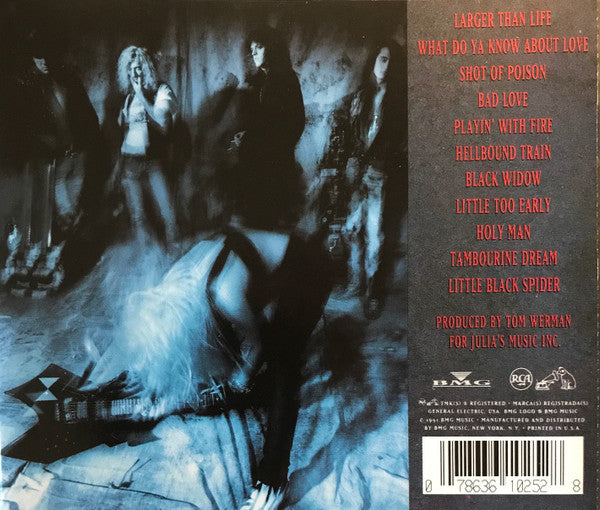 LARGER THAN LIFE
WHAT DO YA KNOW ABOUT LOVE
SHOT OF POISON
BAD LOVE
PLAYIN' WITH FIRE
HELLBOUND TRAIN
BLACK WIDOW
LITTLE TOO EARLY
HOLY MAN
TAMBOURINE DREAM
LITTLE BLACK SPIDER
PRODUCED BY TOM WERMAN
FOR JULIA'S MUSIC INC.
BMG RCA
TMK(S) ® REGISTERED • MARCA(S) REGISTRADA(S)
GENERAL ELECTRIC, USA. BMG LOGO ® BMG MUSIC
© 1991 BMG MUSIC • MANUFACTURED AND DISTRIBUTED
BY BMG MUSIC, NEW YORK, N.Y. • PRINTED IN U.S.A.
0 78636 10252 8